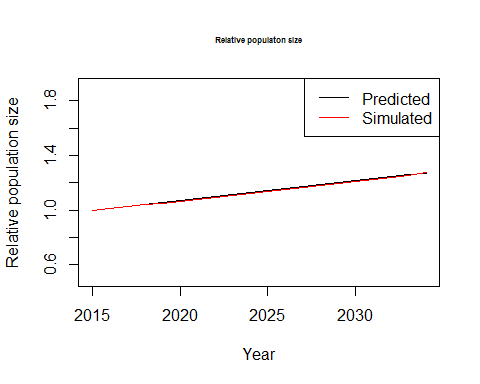 Relative populaton size
Relative population size
1.8
1.4
1.0
0.6
Predicted
Simulated
2015 2020 2025 2030
Year